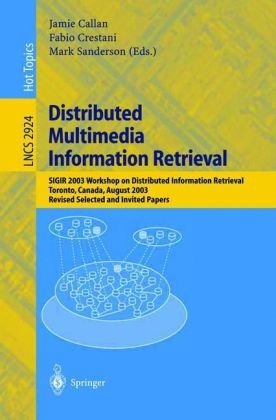 Jamie Callan
Fabio Crestani
Mark Sanderson (Eds.)
Hot Topics
LNCS 2924
Distributed
Multimedia
Information Retrieval
SIGIR 2003 Workshop on Distributed Information Retrieval
Toronto, Canada, August 2003
Revised Selected and Invited Papers
Springer